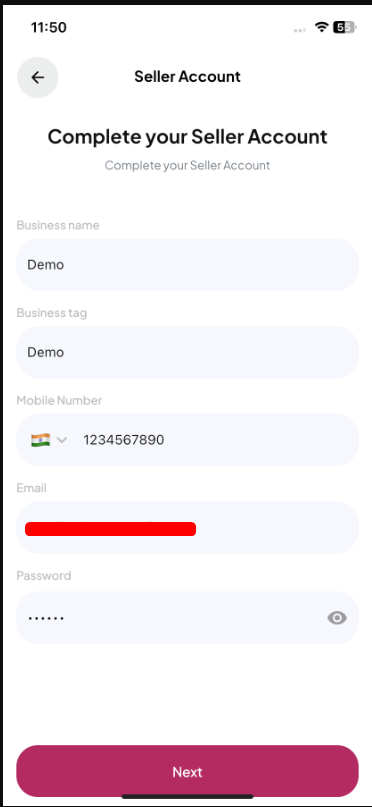 11:50
55
Seller Account
Complete your Seller Account
Complete your Seller Account
Business name
Demo
Business tag
Demo
Mobile Number
1234567890
Email
Password
••••••
Next